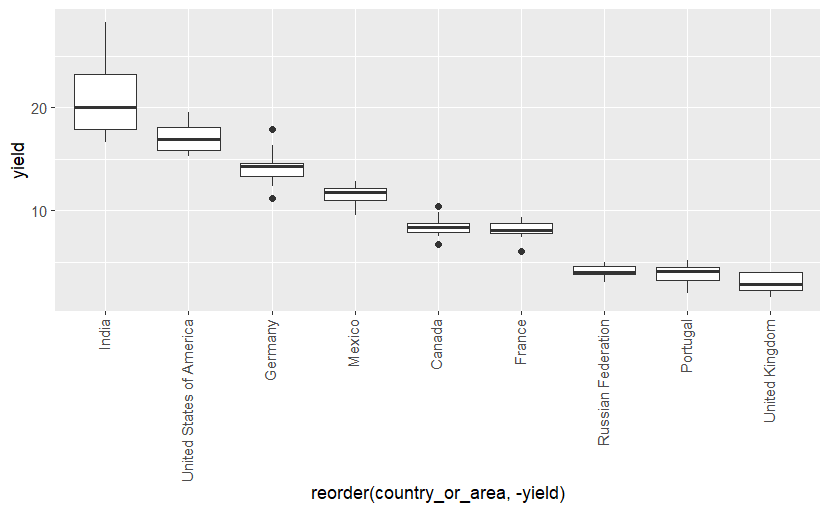 yield
20
10
India
United States of America
Germany
Mexico
Canada
France
Russian Federation
Portugal
United Kingdom
reorder(country_or_area, -yield)